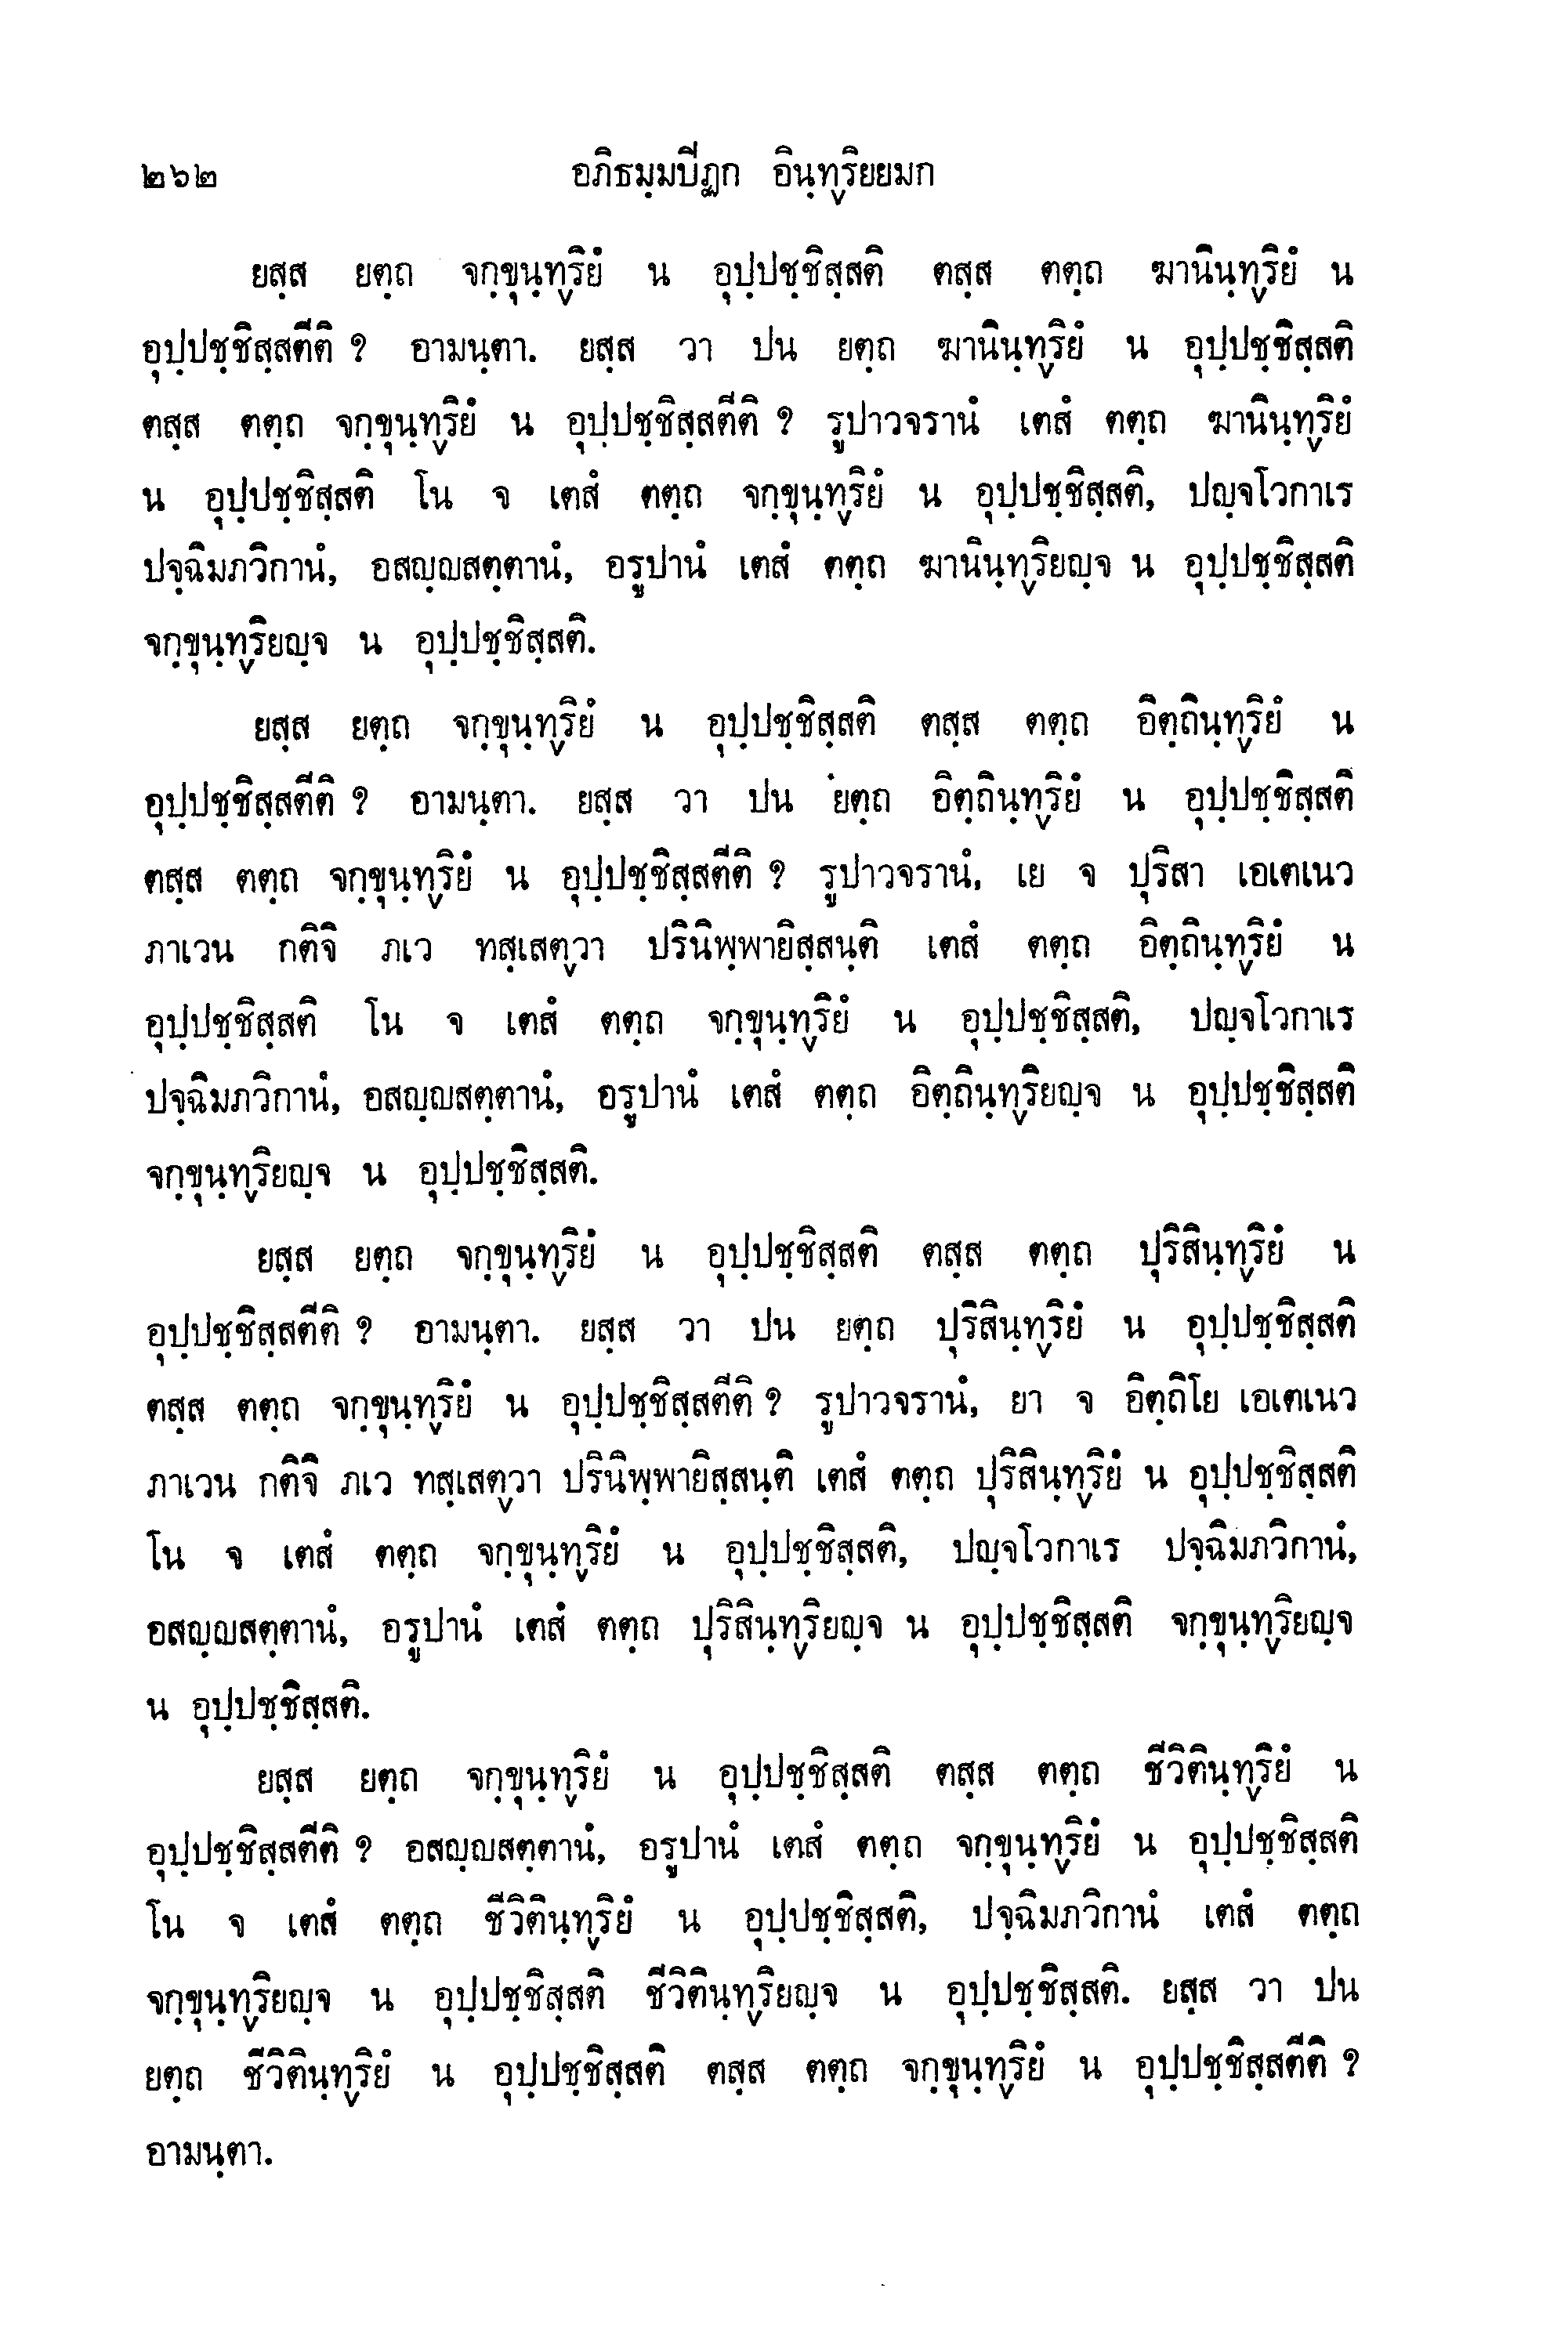 ๒๖๒ อภิธมฺมปีฏก อินฺทฺริยยมก
ยสฺส ยตฺถ จกฺขุนฺทฺริยํ น อุปฺปชฺชิสฺสติ ตสฺส ตตฺถ ฆานินฺทฺริยํ น
อุปฺปชฺชิสฺสตีติ ? อามนฺตา. ยสฺส วา ปน ยตฺถ ฆานินฺทฺริยํ น อุปฺปชฺชิสฺสติ
ตสฺส ตตฺถ จกฺขุนฺทฺริยํ น อุปฺปชฺชิสฺสตีติ ? รูปาวจรานํ เตสํ ตตฺถ ฆานินฺทฺริยํ
น อุปฺปชฺชิสฺสติ โน จ เตสํ ตตฺถ จกฺขุนฺทฺริยํ น อุปฺปชฺชิสฺสติ, ปญฺจโวกาเร
ปจฺฉิมภวิกานํ, อสญฺญสตฺตานํ, อรูปานํ เตสํ ตตฺถ ฆานินฺทฺริยญฺจ น อุปฺปชฺชิสฺสติ
จกฺขุนฺทฺริยญฺจ น อุปฺปชฺชิสฺสติ.
ยสฺส ยตฺถ จกฺขุนฺทฺริยํ น อุปฺปชฺชิสฺสติ ตสฺส ตตฺถ อิตฺถินฺทฺริยํ น
อุปฺปชฺชิสฺสตีติ ? อามนฺตา. ยสฺส วา ปน ยตฺถ อิตฺถินฺทฺริยํ น อุปฺปชฺชิสฺสติ
ตสฺส ตตฺถ จกฺขุนฺทฺริยํ น อุปฺปชฺชิสฺสตีติ ? รูปาวจรานํ, เย จ ปุริสา เอเตเนว
ภาเวน กติจิ ภเว ทสฺเสตฺวา ปรินิพฺพายิสฺสนฺติ เตสํ ตตฺถ อิตฺถินฺทฺริยํ น
อุปฺปชฺชิสฺสติ โน จ เตสํ ตตฺถ จกฺขุนฺทฺริยํ น อุปฺปชฺชิสฺสติ, ปญฺจโวกาเร
ปจฺฉิมภวิกานํ, อสญฺญสตฺตานํ, อรูปานํ เตสํ ตตฺถ อิตฺถินฺทฺริยญฺจ น อุปฺปชฺชิสฺสติ
จกฺขุนฺทฺริยญฺจ น อุปฺปชฺชิสฺสติ.
ยสฺส ยตฺถ จกฺขุนฺทฺริยํ น อุปฺปชฺชิสฺสติ ตสฺส ตตฺถ ปุริสินฺทฺริยํ น
อุปฺปชฺชิสฺสตีติ ? อามนฺตา. ยสฺส วา ปน ยตฺถ ปุริสินฺทฺริยํ น อุปฺปชฺชิสฺสติ
ตสฺส ตตฺถ จกฺขุนฺทฺริยํ น อุปฺปชฺชิสฺสตีติ ? รูปาวจรานํ, ยา จ อิตฺถิโย เอเตเนว
ภาเวน กติจิ ภเว ทสฺเสตฺวา ปรินิพฺพายิสฺสนฺติ เตสํ ตตฺถ ปุริสินฺทฺริยํ น อุปฺปชฺชิสฺสติ
โน จ เตสํ ตตฺถ จกฺขุนฺทฺริยํ น อุปฺปชฺชิสฺสติ, ปญฺจโวกาเร ปจฺฉิมภวิกานํ,
อสญฺญสตฺตานํ, อรูปานํ เตสํ ตตฺถ ปุริสินฺทฺริยญฺจ น อุปฺปชฺชิสฺสติ จกฺขุนฺทฺริยญฺจ
น อุปฺปชฺชิสฺสติ.
ยสฺส ยตฺถ จกฺขุนฺทฺริยํ น อุปฺปชฺชิสฺสติ ตสฺส ตตฺถ ชีวิตินฺทฺริยํ น
อุปฺปชฺชิสฺสตีติ ? อสญฺญสตฺตานํ, อรูปานํ เตสํ ตตฺถ จกฺขุนฺทฺริยํ น อุปฺปชฺชิสฺสติ
โน จ เตสํ ตตฺถ ชีวิตินฺทฺริยํ น อุปฺปชฺชิสฺสติ, ปจฺฉิมภวิกานํ เตสํ ตตฺถ
จกฺขุนฺทฺริยญฺจ น อุปฺปชฺชิสฺสติ ชีวิตินฺทฺริยญฺจ น อุปฺปชฺชิสฺสติ. ยสฺส วา ปน
ยตฺถ ชีวิตินฺทฺริยํ น อุปฺปชฺชิสฺสติ ตสฺส ตตฺถ จกฺขุนฺทฺริยํ น อุปฺปชฺชิสฺสตีติ ?
อามนฺตา.